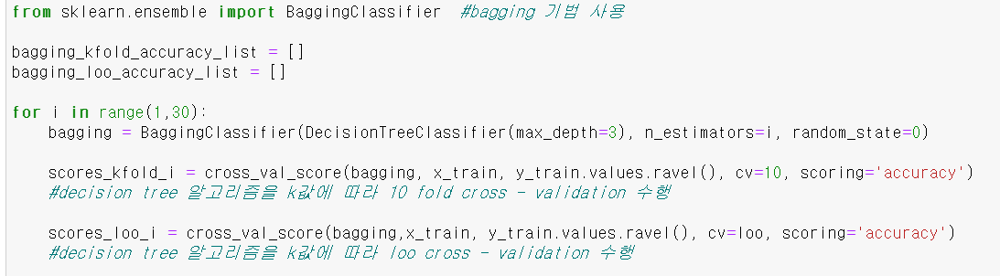 from sklearn.ensemble import BaggingClassifier  #bagging 기법 사용
bagging_kfold_accuracy_list = []
bagging_loo_accuracy_list = []
for i in range(1,30):
    bagging = BaggingClassifier(DecisionTreeClassifier(max_depth=3), n_estimators=i, random_state=0)
    scores_kfold_i = cross_val_score(bagging, x_train, y_train.values.ravel(), cv=10, scoring='accuracy')
    #decision tree 알고리즘을 k값에 따라 10 fold cross - validation 수행
    scores_loo_i = cross_val_score(bagging,x_train, y_train.values.ravel(), cv=loo, scoring='accuracy')
    #decision tree 알고리즘을 k값에 따라 loo cross - validation 수행